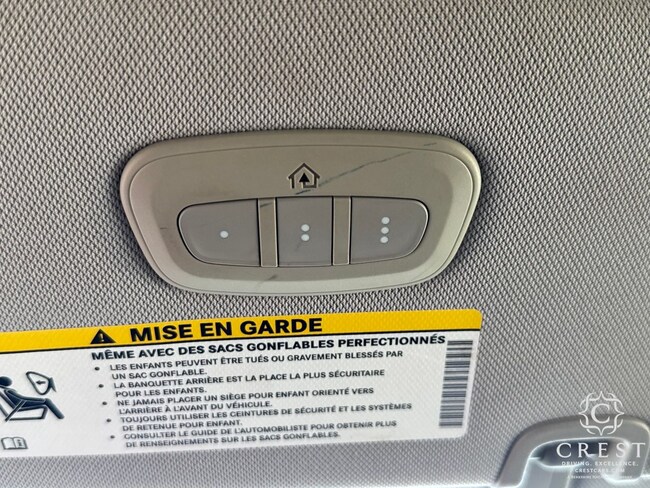 MISE EN GARDE
MÊME AVEC DES SACS GONFLABLES PERFECTIONNÉS
• LES ENFANTS PEUVENT ÊTRE TUÉS OU GRAVEMENT BLESSÉS PAR
UN SAC GONFLABLE.
• LA BANQUETTE ARRIÈRE EST LA PLACE LA PLUS SÉCURITAIRE
POUR LES ENFANTS.
• NE JAMAIS PLACER UN SIÈGE POUR ENFANT ORIENTÉ VERS
L'ARRIÈRE À L'AVANT DU VÉHICULE.
• TOUJOURS UTILISER LES CEINTURES DE SÉCURITÉ ET LES SYSTÈMES
DE RETENUE POUR ENFANT.
• CONSULTER LE GUIDE DE L'AUTOMOBILISTE POUR OBTENIR PLUS
DE RENSEIGNEMENTS SUR LES SACS GONFLABLES.
C
CREST
DRIVING. EXCELLENCE.
CRESTCARS.COM